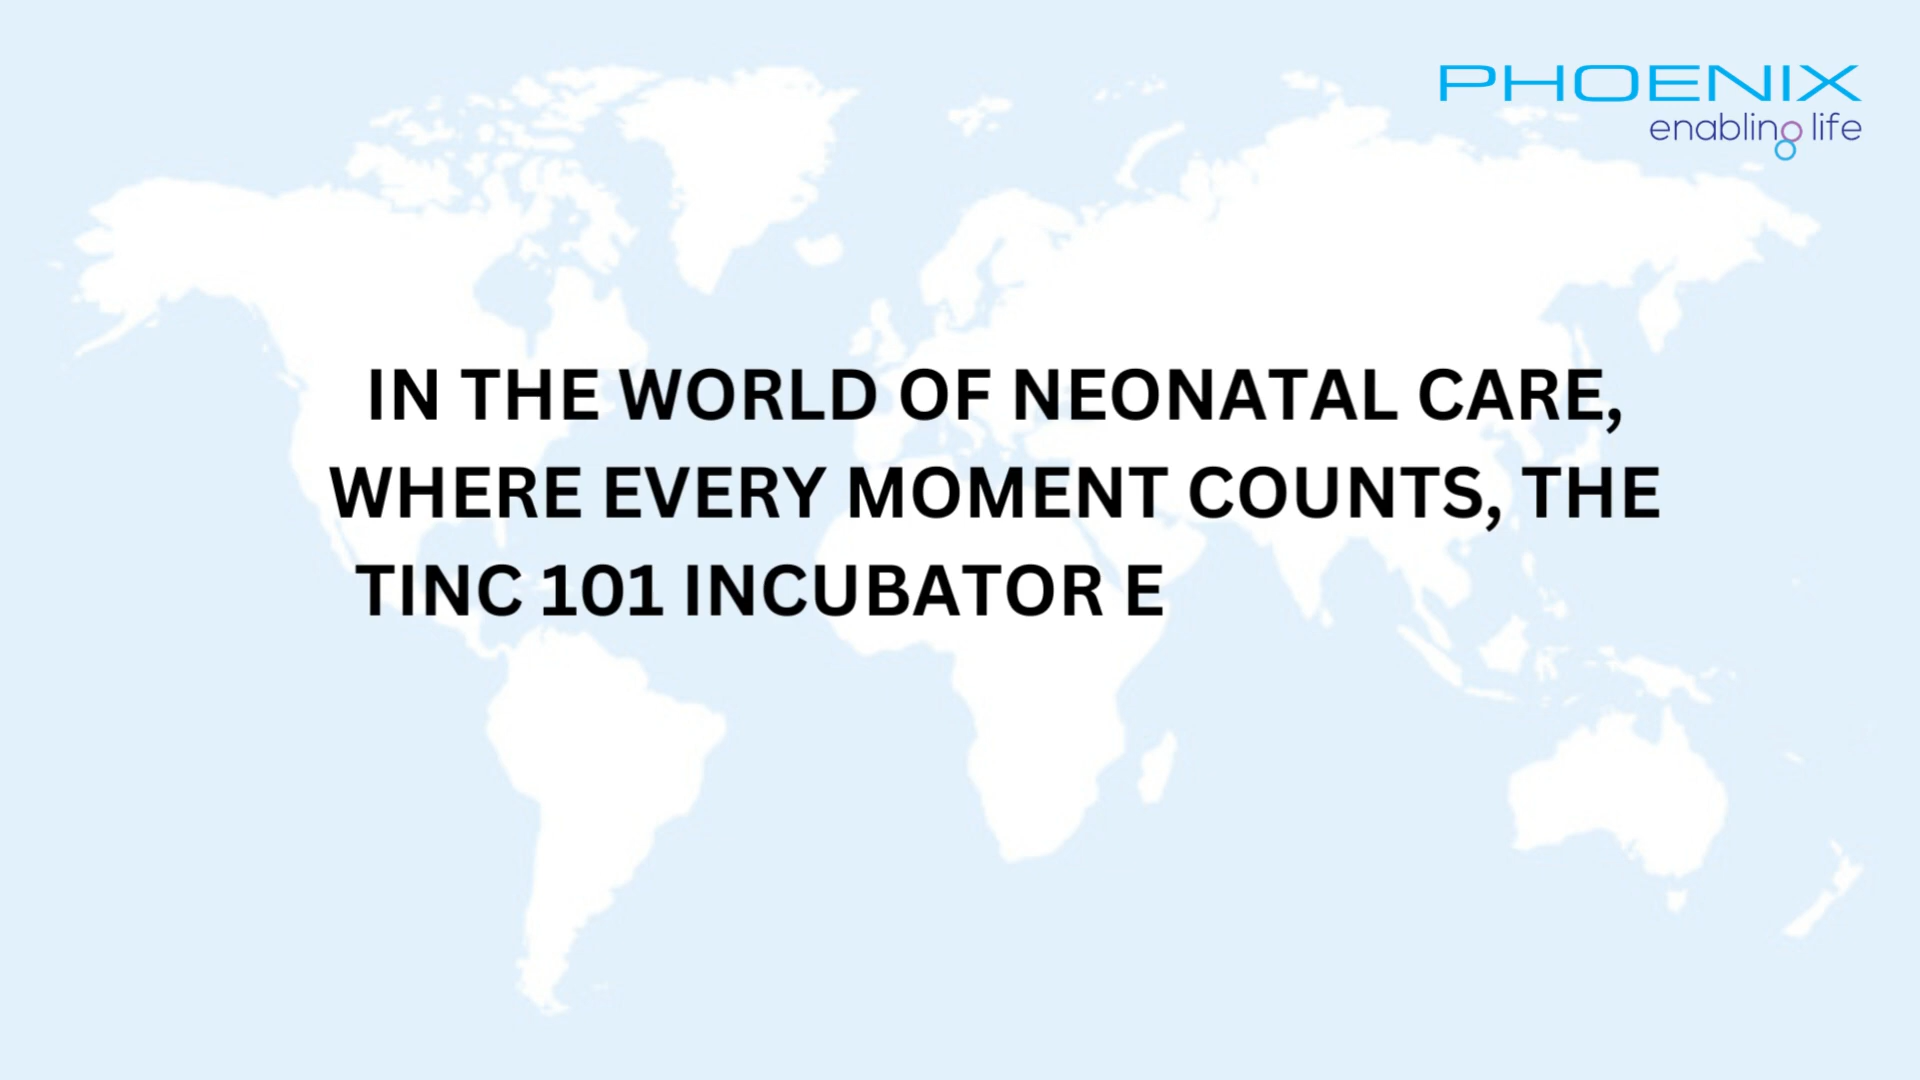 PHOENIX
enabling life
IN THE WORLD OF NEONATAL CARE,
WHERE EVERY MOMENT COUNTS, THE
TINC 101 INCUBATOR E